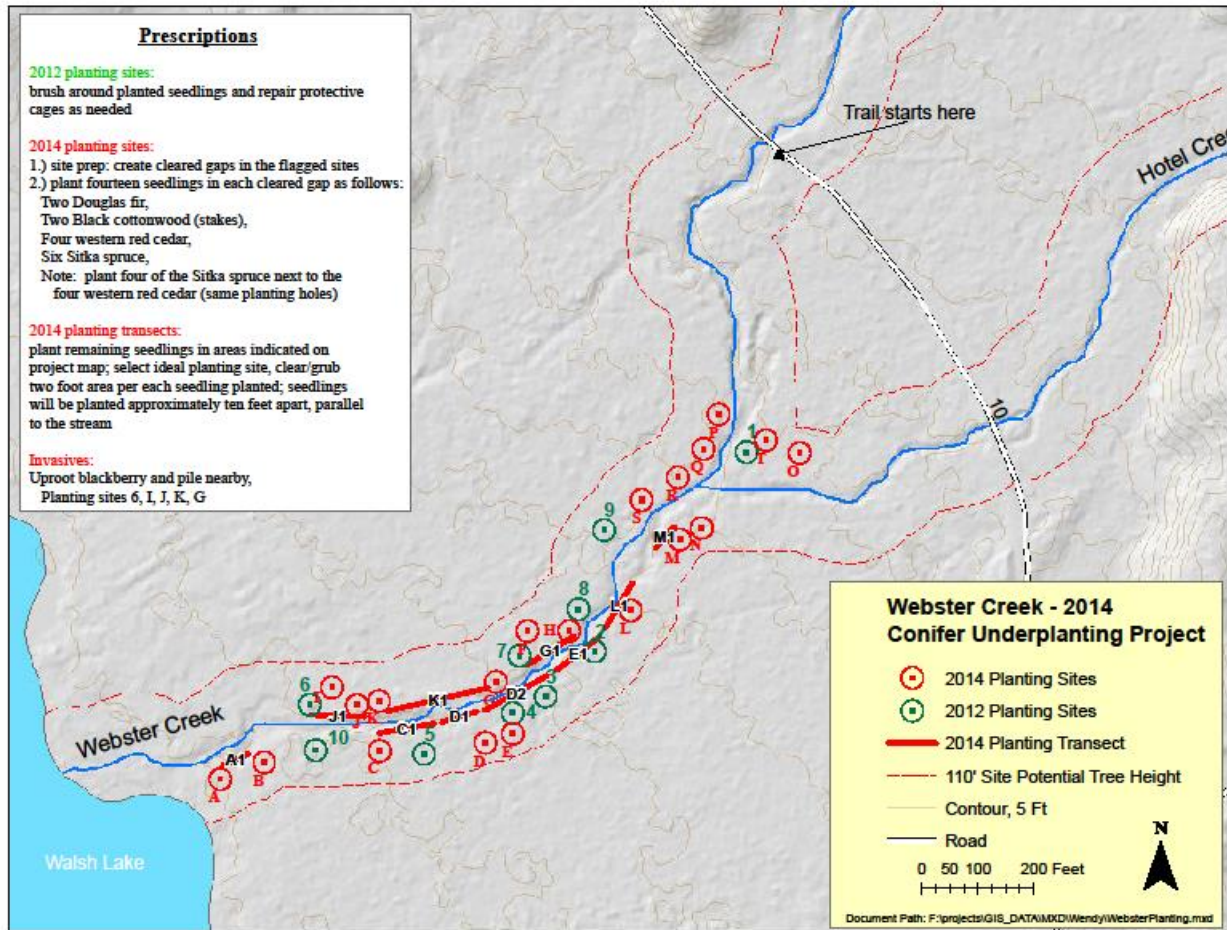 Prescriptions
2012 planting sites:
brush around planted seedlings and repair protective
cages as needed
2014 planting sites:
1.) site prep: create cleared gaps in the flagged sites
2.) plant fourteen seedlings in each cleared gap as follows:
Two Douglas fir,
Two Black cottonwood (stakes),
Four western red cedar,
Six Sitka spruce,
Note: plant four of the Sitka spruce next to the
four western red cedar (same planting holes)
2014 planting transects:
plant remaining seedlings in areas indicated on
project map; select ideal planting site, clear/grub
two foot area per each seedling planted; seedlings
will be planted approximately ten feet apart, parallel
to the stream
Invasives:
Uproot blackberry and pile nearby,
Planting sites 6, I, J, K, G
Trail starts here
Hotel Cree
10
P
1
Q
O
R
S
9
M1
N
M
8
L1
L
H
2
7
G1
E1
3
6
D2
K1
4
J1
K
D1
C1
Webster Creek
10
5
E
D
C
A1
B
A
Walsh Lake
Webster Creek - 2014
Conifer Underplanting Project
2014 Planting Sites
2012 Planting Sites
2014 Planting Transect
110' Site Potential Tree Height
Contour, 5 Ft
Road
N
0 50 100 200 Feet
Document Path: F:\projects\GIS_DATA\MXD\Wendy\WebsterPlanting.mxd